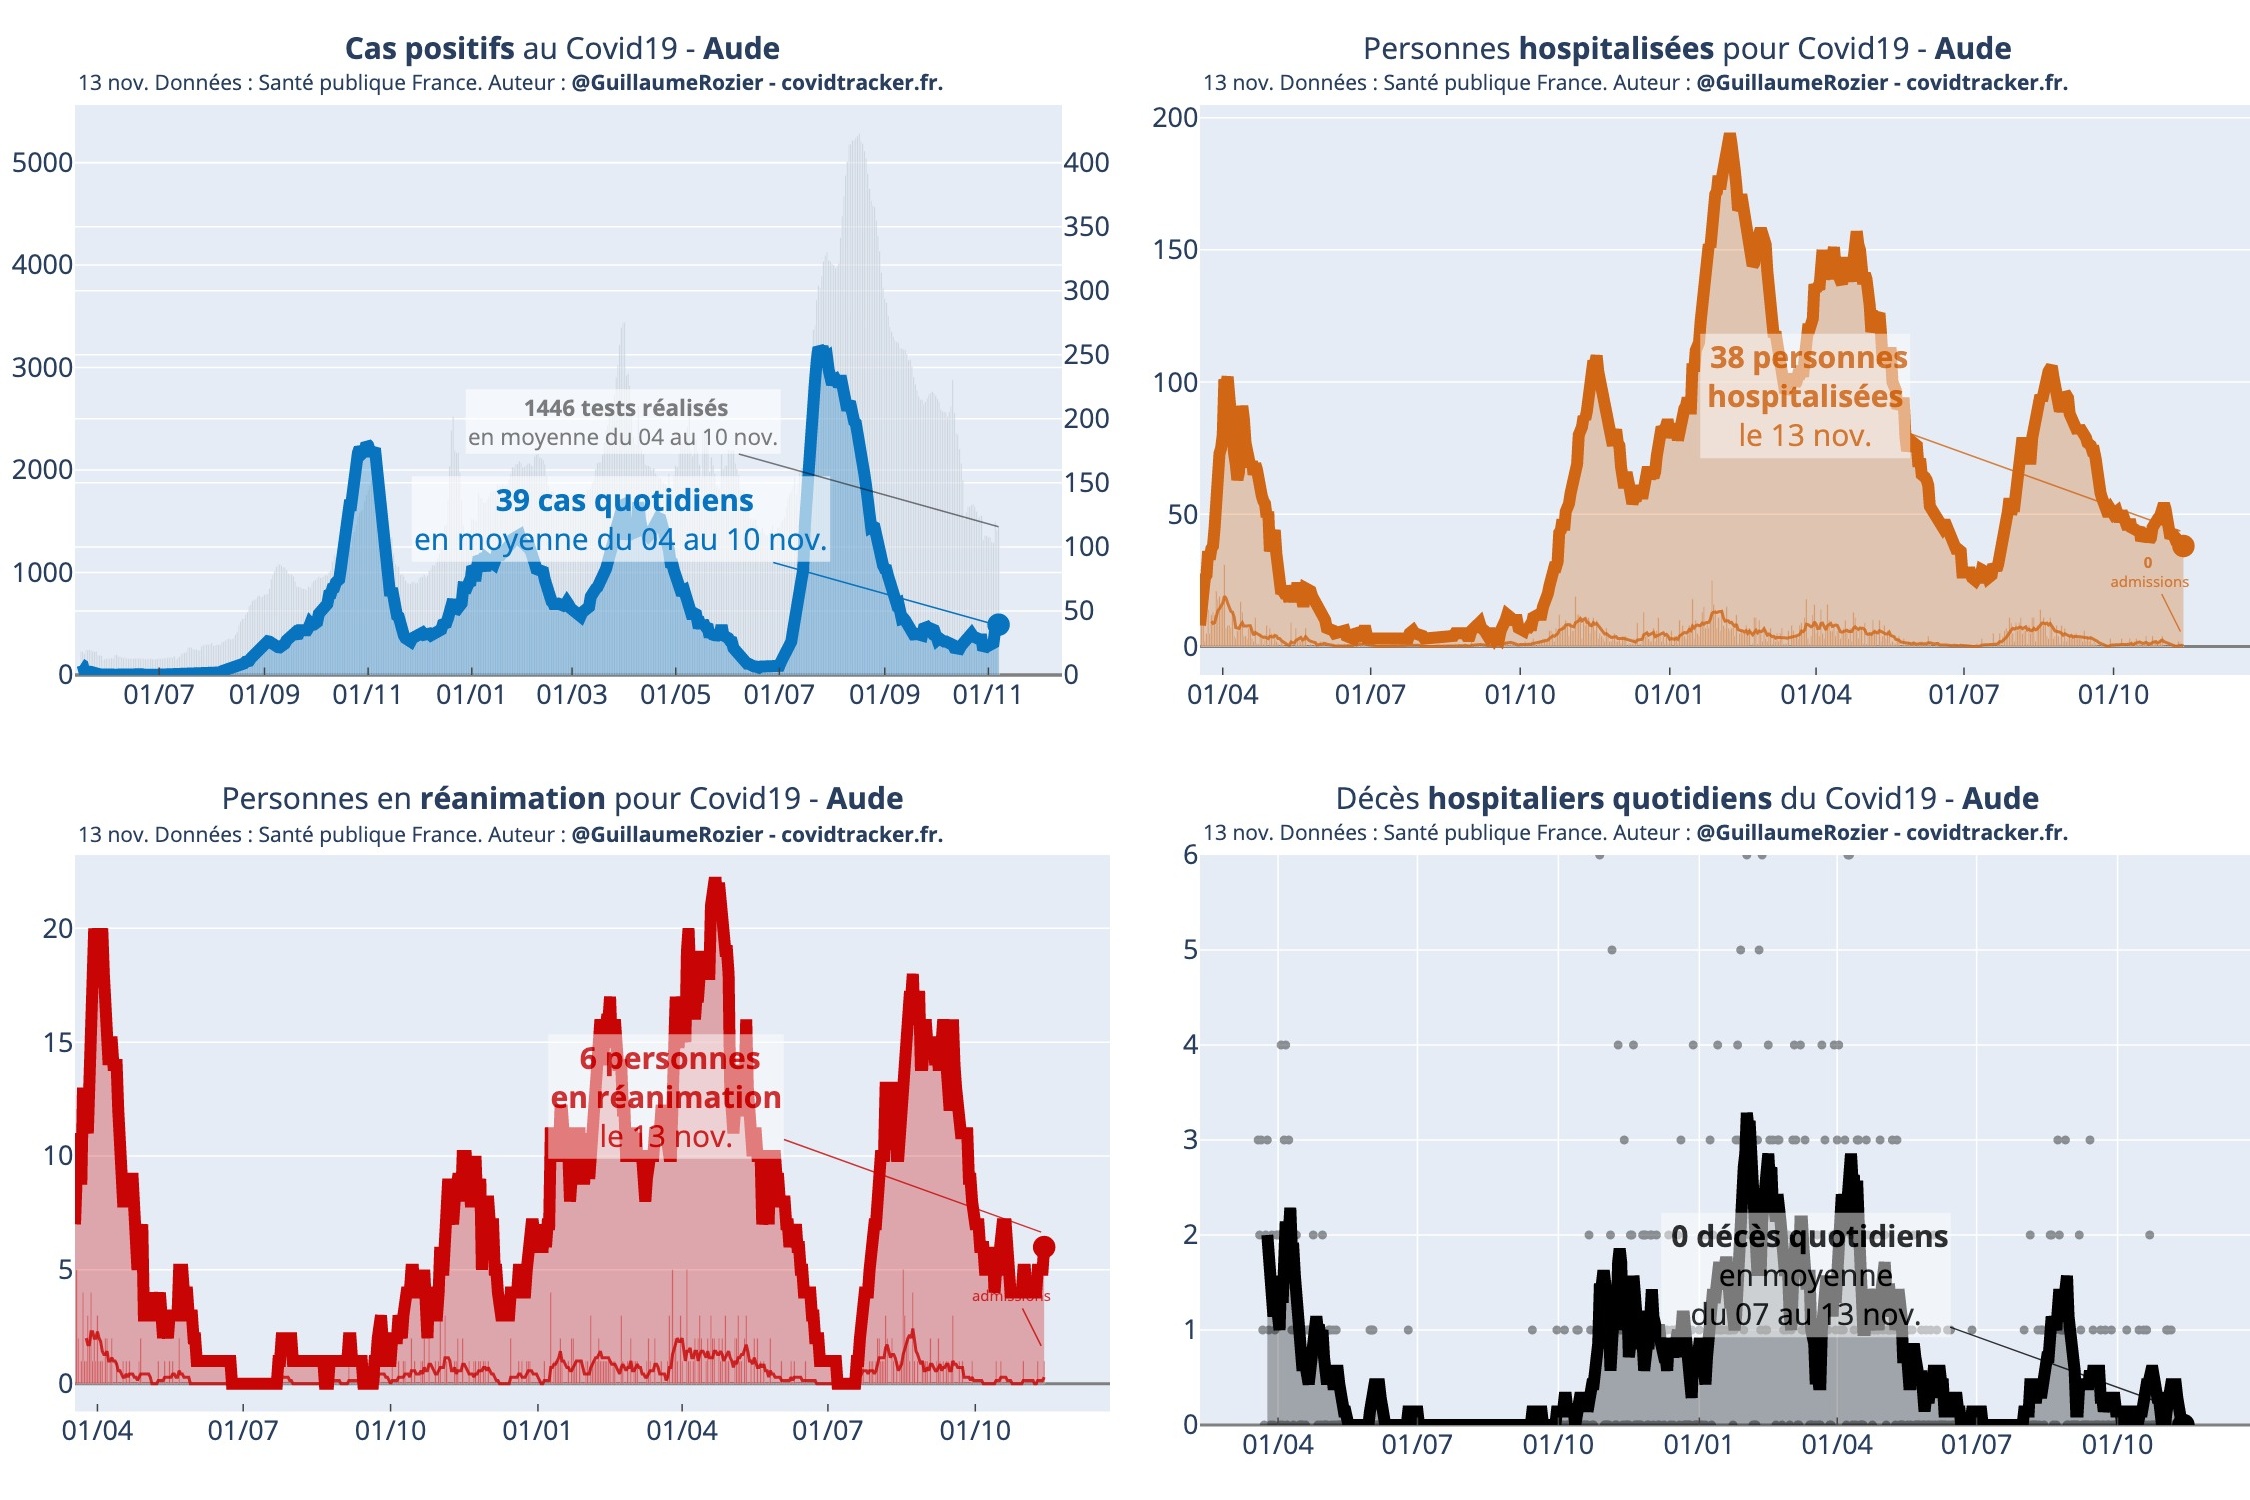 Cas positifs au Covid19 - Aude
13 nov. Données : Santé publique France. Auteur : @GuillaumeRozier - covidtracker.fr.
5000
4000
3000
2000
1000
0
400
350
300
250
200
150
100
50
0
1446 tests réalisés
en moyenne du 04 au 10 nov.
39 cas quotidiens
en moyenne du 04 au 10 nov.
01/07 01/09 01/11 01/01 01/03 01/05 01/07 01/09 01/11
Personnes hospitalisées pour Covid19 - Aude
13 nov. Données : Santé publique France. Auteur : @GuillaumeRozier - covidtracker.fr.
200
150
100
50
0
38 personnes
hospitalisées
le 13 nov.
0
admissions
01/04 01/07 01/10 01/01 01/04 01/07 01/10
Personnes en réanimation pour Covid19 - Aude
13 nov. Données : Santé publique France. Auteur : @GuillaumeRozier - covidtracker.fr.
20
15
10
5
0
6 personnes
en réanimation
le 13 nov.
admissions
01/04 01/07 01/10 01/01 01/04 01/07 01/10
Décès hospitaliers quotidiens du Covid19 - Aude
13 nov. Données : Santé publique France. Auteur : @GuillaumeRozier - covidtracker.fr.
6
5
4
3
2
1
0
0 décès quotidiens
en moyenne
du 07 au 13 nov.
01/04 01/07 01/10 01/01 01/04 01/07 01/10